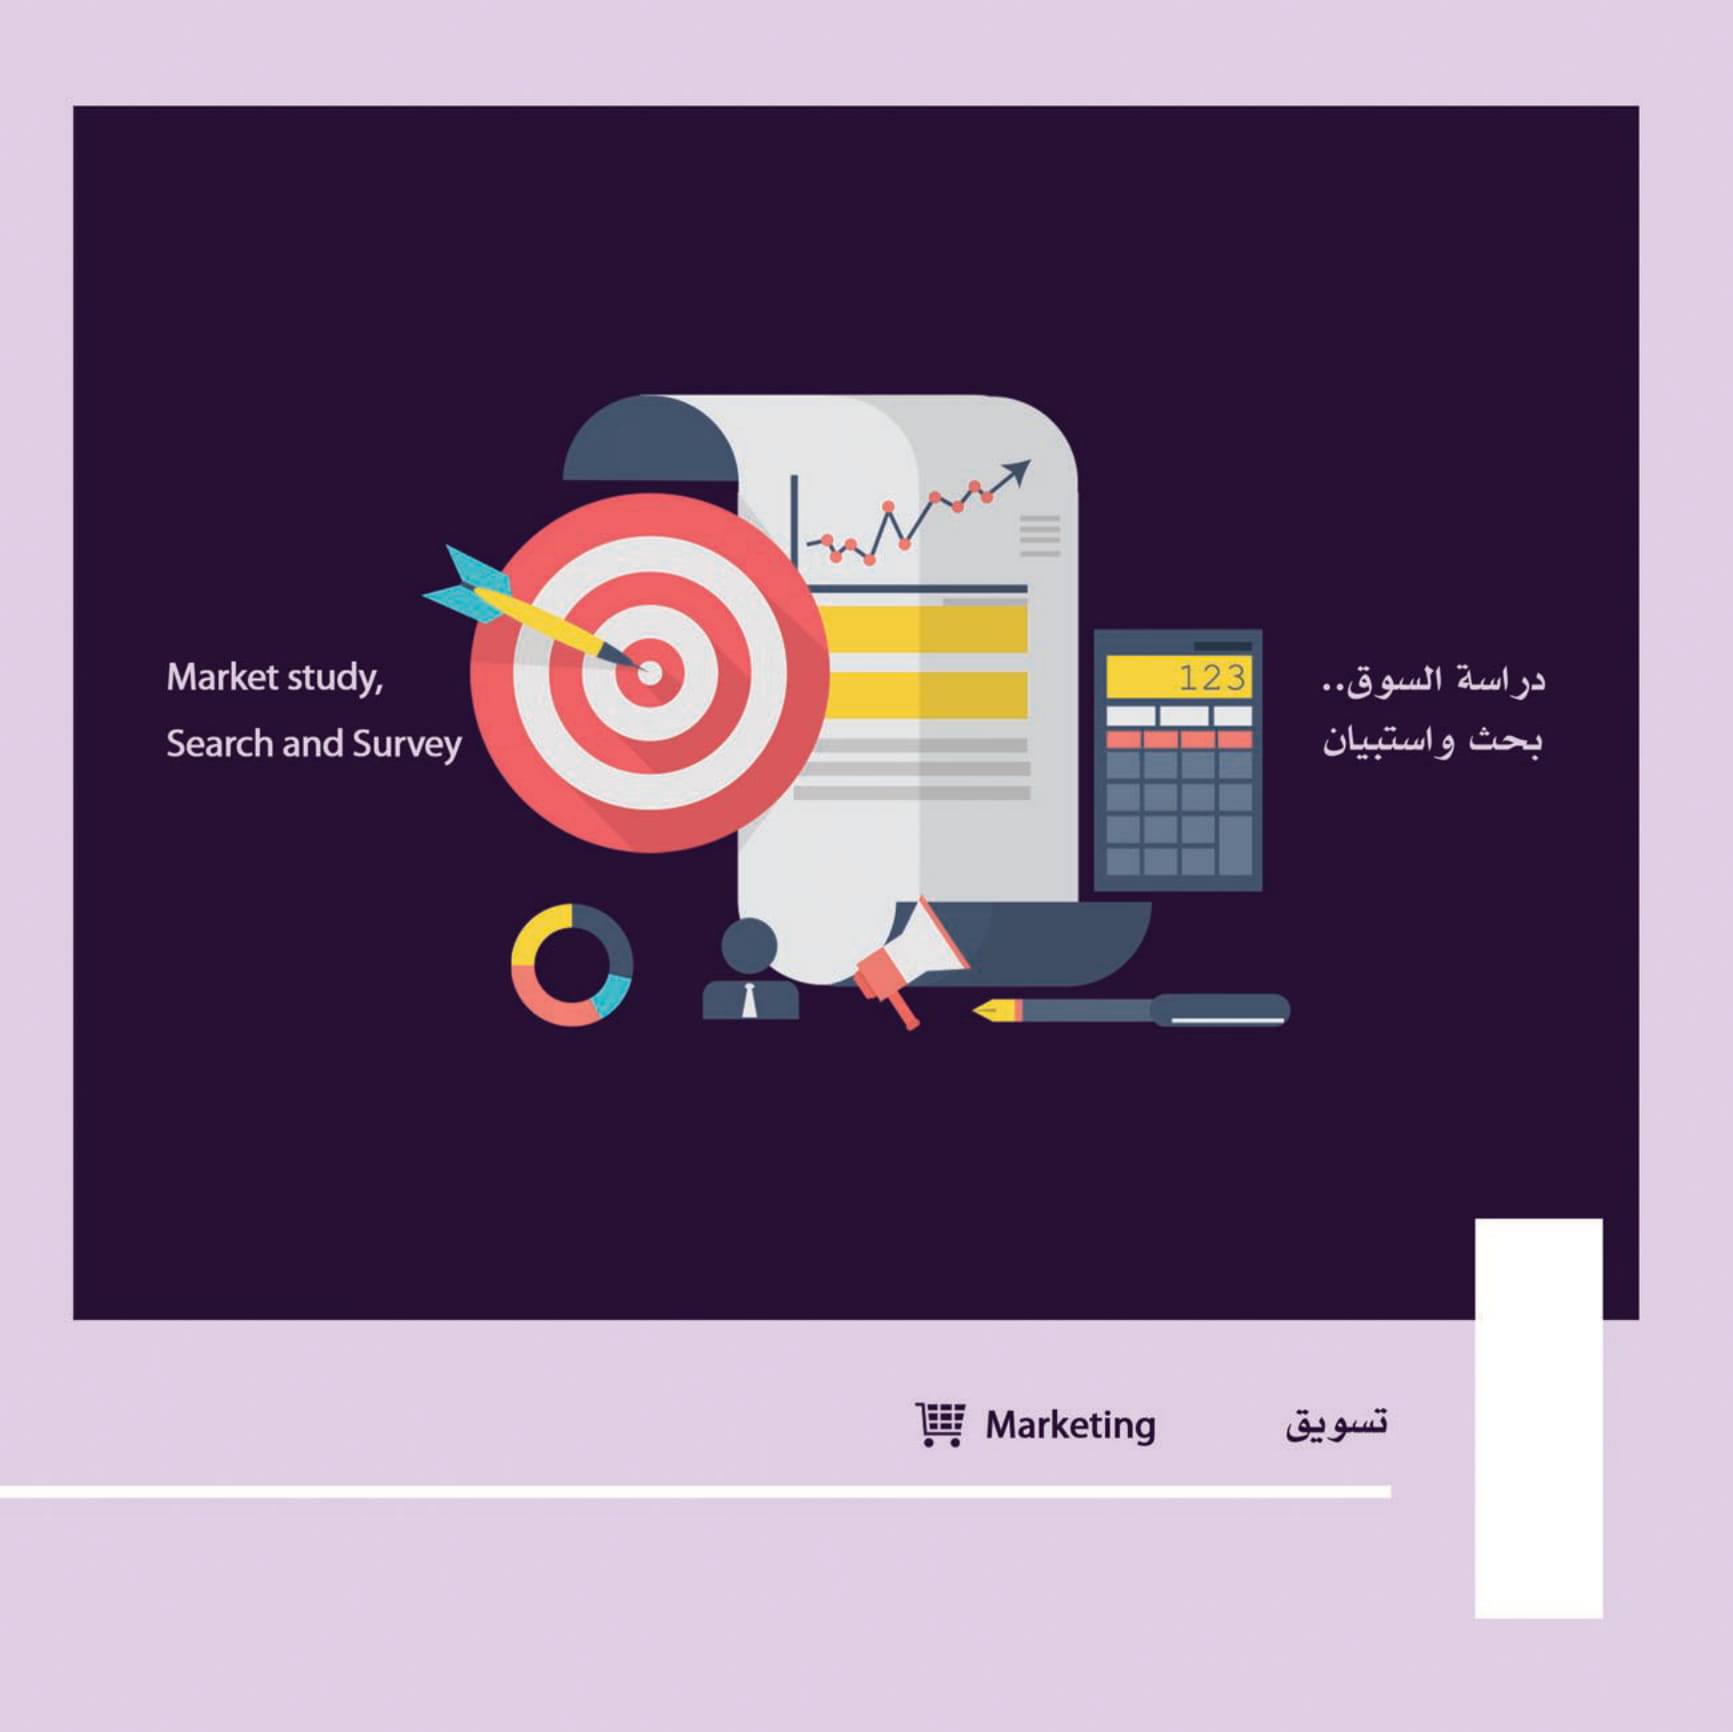 Market study,
Search and Survey
دراسة السوق..
بحث واستبيان
123
Marketing
تسويق